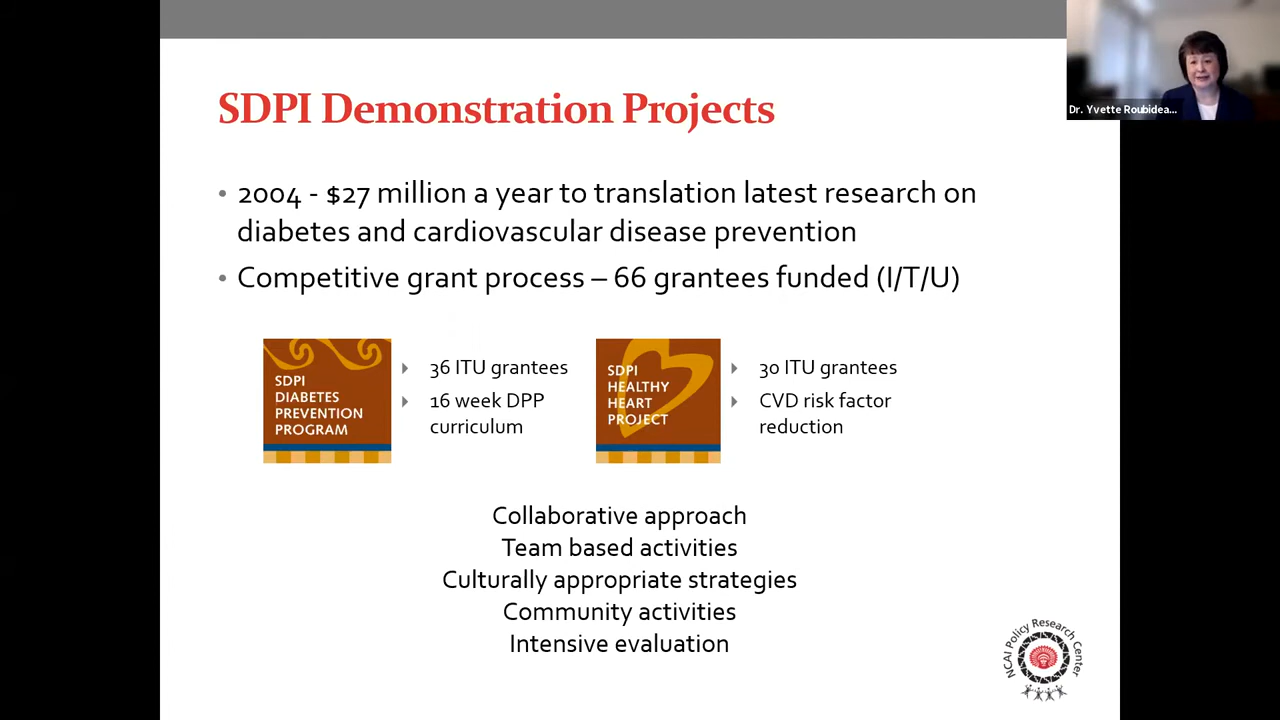 SDPI Demonstration Projects
Dr. Yvette Roubidea...
• 2004 - $27 million a year to translation latest research on
diabetes and cardiovascular disease prevention
• Competitive grant process – 66 grantees funded (I/T/U)
SDPI
DIABETES
PREVENTION
PROGRAM
36 ITU grantees
16 week DPP
curriculum
SDPI
HEALTHY
HEART
PROJECT
30 ITU grantees
CVD risk factor
reduction
Collaborative approach
Team based activities
Culturally appropriate strategies
Community activities
Intensive evaluation
NCAI Policy Research Center